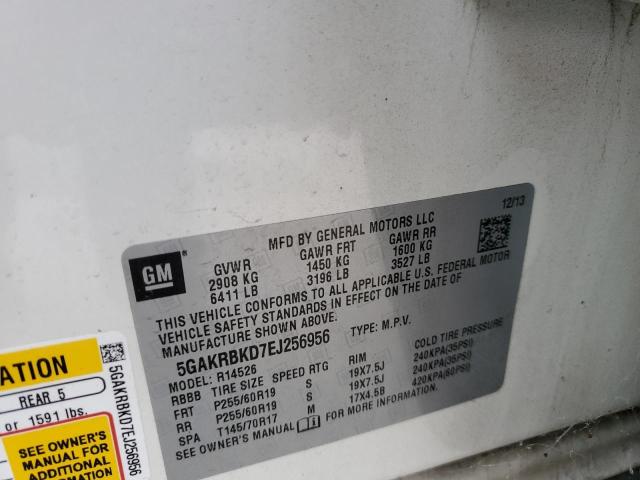 12/13
MFD BY GENERAL MOTORS LLC
GM
GVWR GAWR FRT GAWR RR
2908 KG 1450 KG 1600 KG
6411 LB 3196 LB 3527 LB
THIS VEHICLE CONFORMS TO ALL APPLICABLE U.S. FEDERAL MOTOR
VEHICLE SAFETY STANDARDS IN EFFECT ON THE DATE OF
MANUFACTURE SHOWN ABOVE.
5GAKRBKD7EJ256956 TYPE: M.P.V.
MODEL: R14526
RBBB TIRE SIZE SPEED RTG RIM COLD TIRE PRESSURE
FRT P255/60R19 S 19X7.5J 240KPA(35PSI)
RR P255/60R19 S 19X7.5J 240KPA(35PSI)
SPA T145/70R17 M 17X4.5B 420KPA(60PSI)
SEE OWNER'S MANUAL FOR MORE INFORMATION.
ATION
REAR 5
or 1591 lbs.
SEE OWNER'S
MANUAL FOR
ADDITIONAL
5GAKRBKD7EJ256956